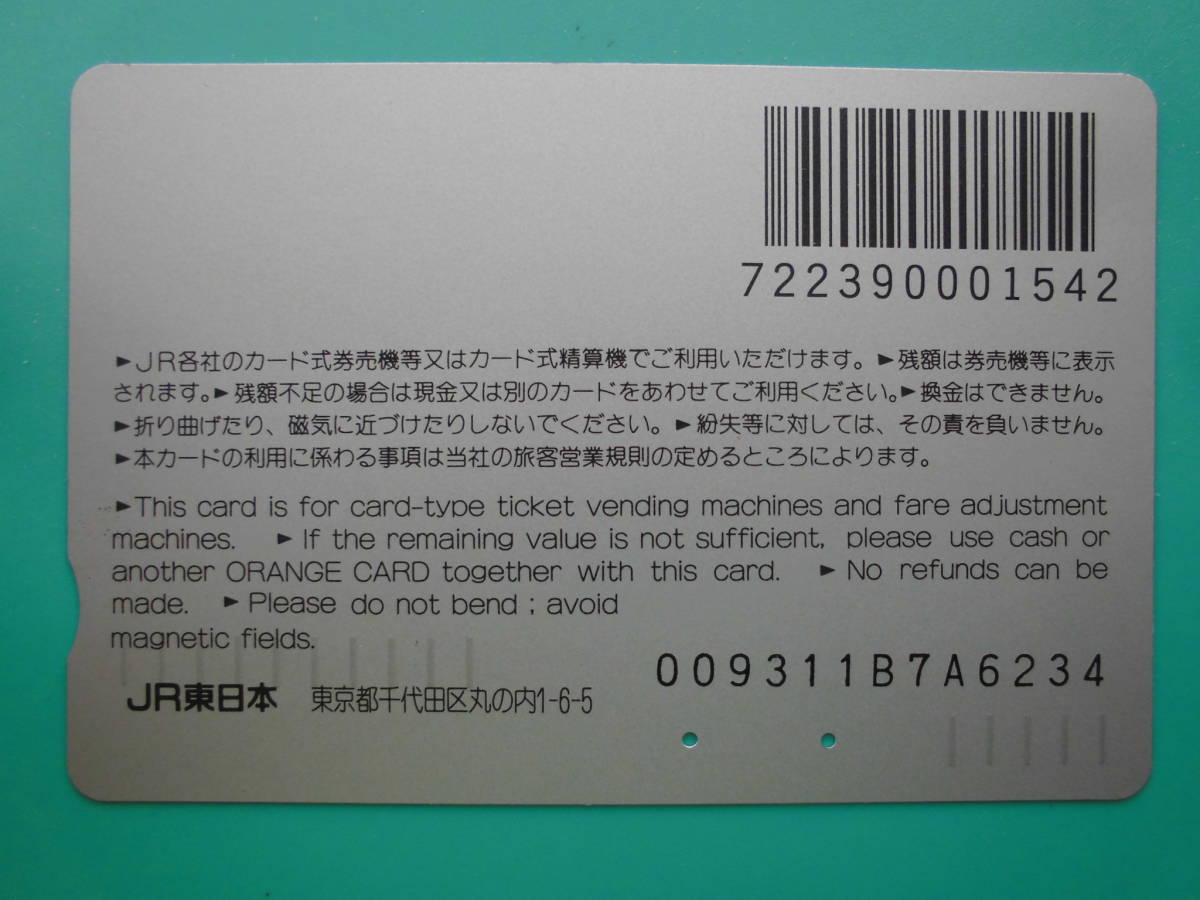 722390001542
►JR各社のカード式券売機等又はカード式精算機でご利用いただけます。►残額は券売機等に表示
されます。►残額不足の場合は現金又は別のカードをあわせてご利用ください。►換金はできません。
►折り曲げたり、磁気に近づけたりしないでください。►紛失等に対しては、その責を負いません。
►本カードの利用に係わる事項は当社の旅客営業規則の定めるところによります。
►This card is for card-type ticket vending machines and fare adjustment
machines. ►If the remaining value is not sufficient, please use cash or
another ORANGE CARD together with this card. ►No refunds can be
made. ►Please do not bend ; avoid
magnetic fields.
009311B7A6234
JR東日本 東京都千代田区丸の内1-6-5